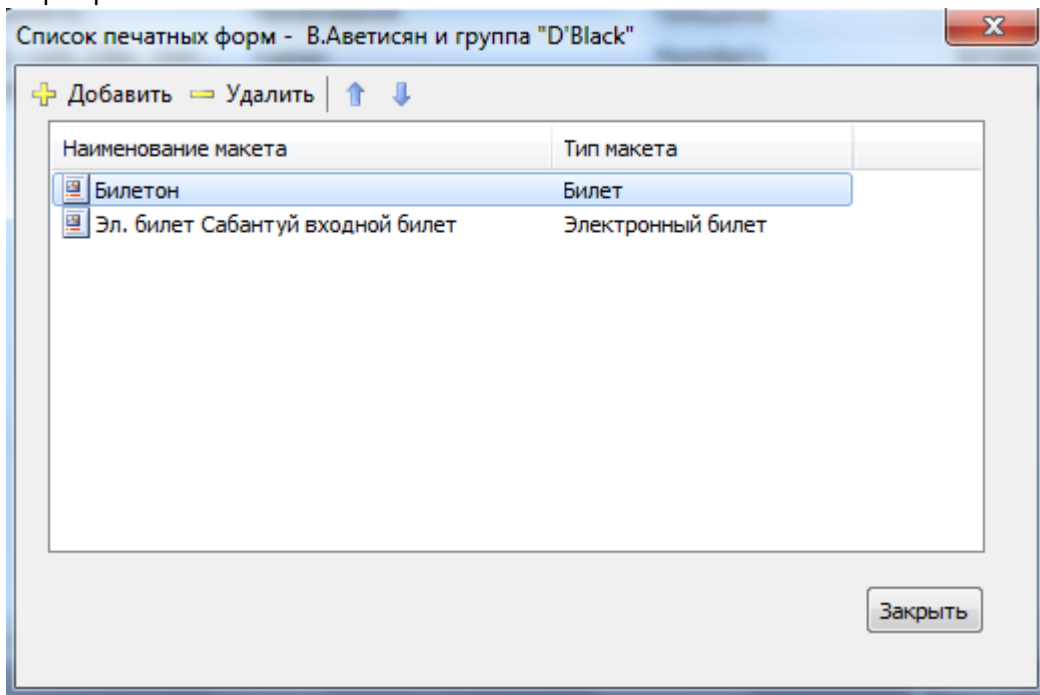 Список печатных форм - В.Аветисян и группа "D'Black"
Добавить Удалить
Наименование макета Тип макета
Билетон Билет
Эл. билет Сабантуй входной билет Электронный билет
Закрыть